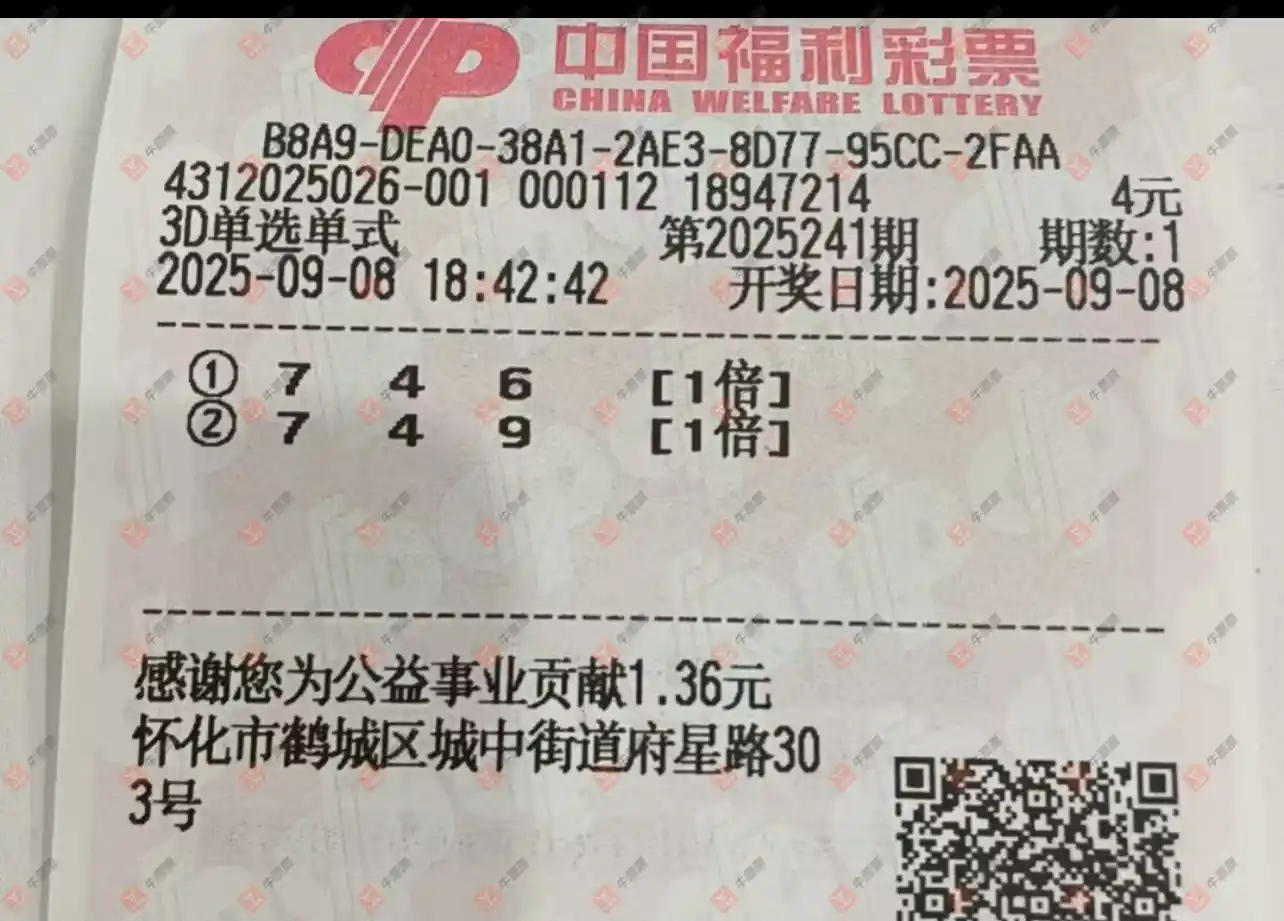 中国福利彩票
CHINA WELFARE LOTTERY
B8A9-DEA0-38A1-2AE3-8D77-95CC-2FAA
4312025026-001 000112 18947214 4元
3D单选单式 第2025241期 期数:1
2025-09-08 18:42:42 开奖日期:2025-09-08
① 7 4 6 [1倍]
② 7 4 9 [1倍]
感谢您为公益事业贡献1.36元
怀化市鹤城区城中街道府星路30
3号